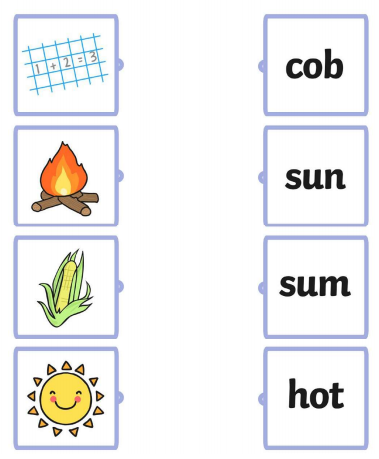 1 + 2 = 3
cob
sun
sum
hot